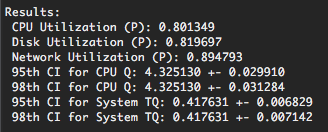 Results:
CPU Utilization (P): 0.801349
Disk Utilization (P): 0.819697
Network Utilization (P): 0.894793
95th CI for CPU Q: 4.325130 +- 0.029910
98th CI for CPU Q: 4.325130 +- 0.031284
95th CI for System TQ: 0.417631 +- 0.006829
98th CI for System TQ: 0.417631 +- 0.007142